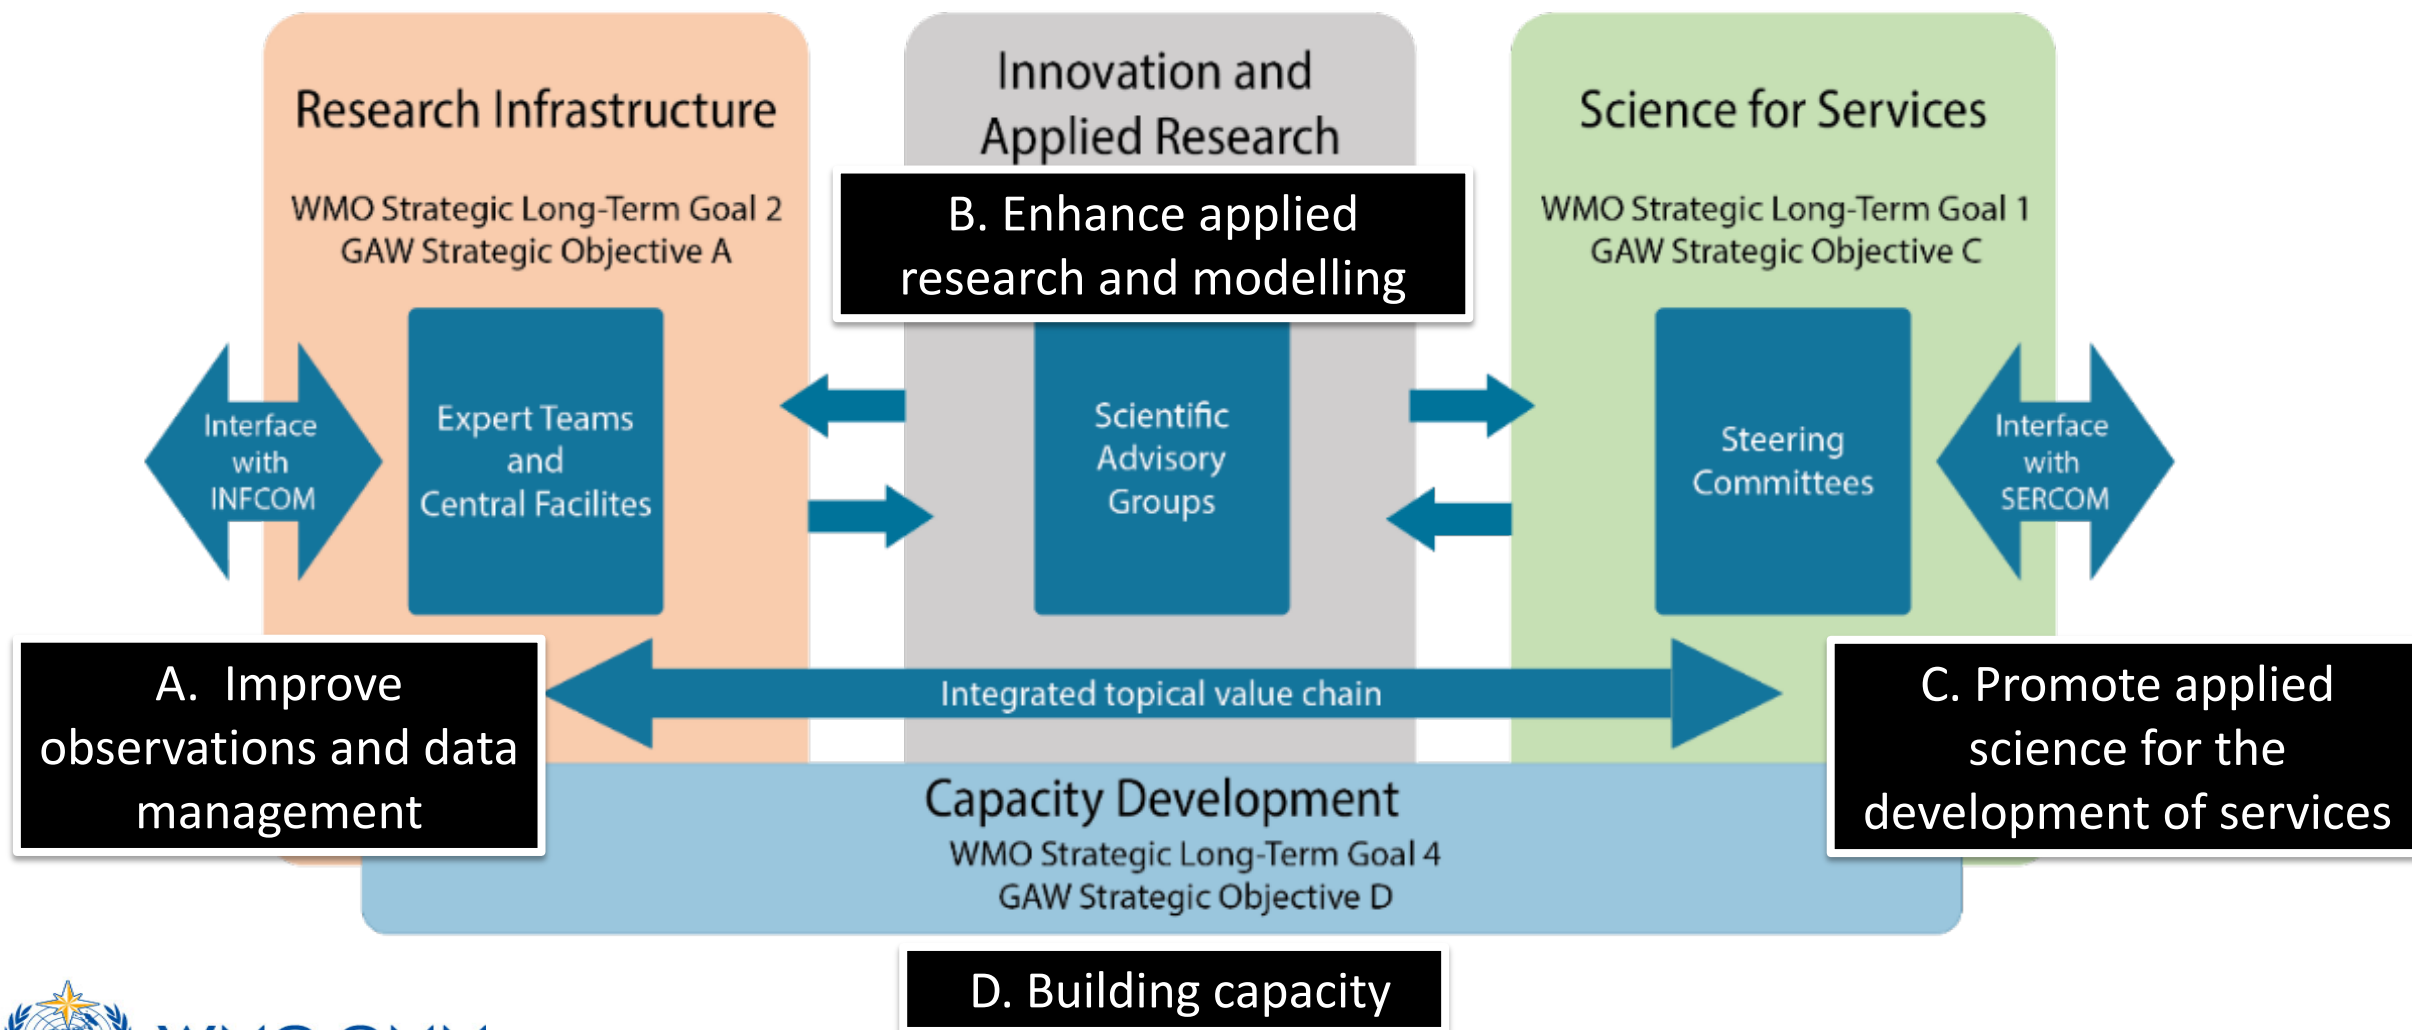 Research Infrastructure
WMO Strategic Long-Term Goal 2
GAW Strategic Objective A
Interface
with
INFCOM
Expert Teams
and
Central Facilites
A. Improve
observations and data
management
Innovation and
Applied Research
B. Enhance applied
research and modelling
Scientific
Advisory
Groups
Science for Services
WMO Strategic Long-Term Goal 1
GAW Strategic Objective C
Steering
Committees
Interface
with
SERCOM
C. Promote applied
science for the
development of services
Integrated topical value chain
Capacity Development
WMO Strategic Long-Term Goal 4
GAW Strategic Objective D
D. Building capacity